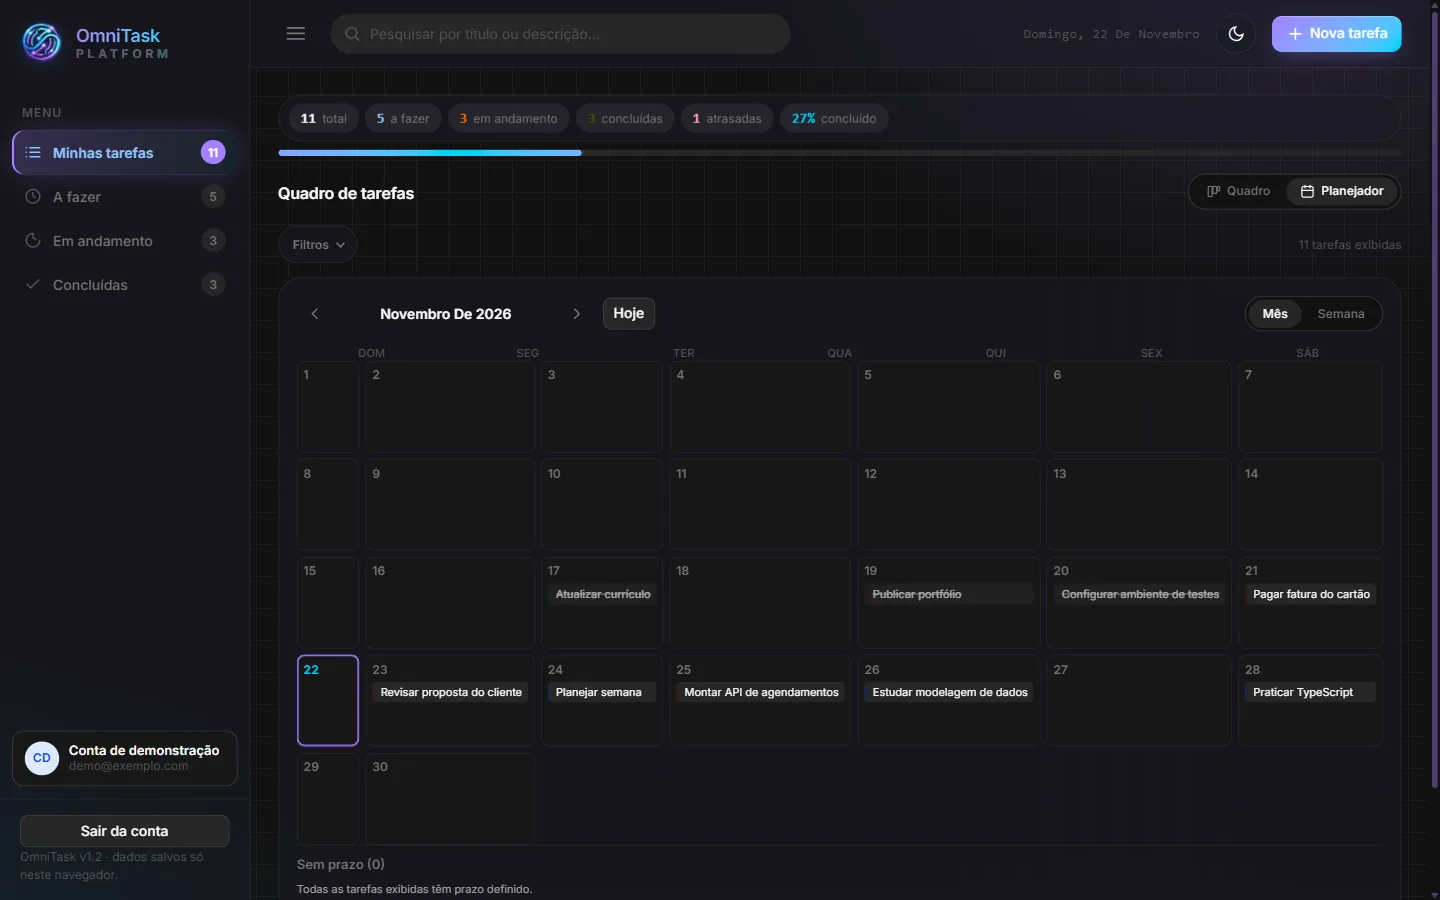 OmniTask
PLATFORM
Pesquisar por título ou descrição...
Domingo, 22 De Novembro
Nova tarefa
MENU
Minhas tarefas 11
A fazer 5
Em andamento 3
Concluídas 3
11 total
5 a fazer
3 em andamento
3 concluídas
1 atrasadas
27% concluído
Quadro de tarefas
Quadro
Planejador
Filtros
11 tarefas exibidas
Novembro De 2026
Hoje
Mês
Semana
DOM SEG TER QUA QUI SEX SÁB
1 2 3 4 5 6 7
8 9 10 11 12 13 14
15 16 17 18 19 20 21
Atualizar currículo Publicar portfólio Configurar ambiente de testes Pagar fatura do cartão
22 23 24 25 26 27 28
Revisar proposta do cliente Planejar semana Montar API de agendamentos Estudar modelagem de dados Praticar TypeScript
29 30
Sem prazo (0)
Todas as tarefas exibidas têm prazo definido.
CD
Conta de demonstração
demo@exemplo.com
Sair da conta
OmniTask v1.2 · dados salvos só
neste navegador.